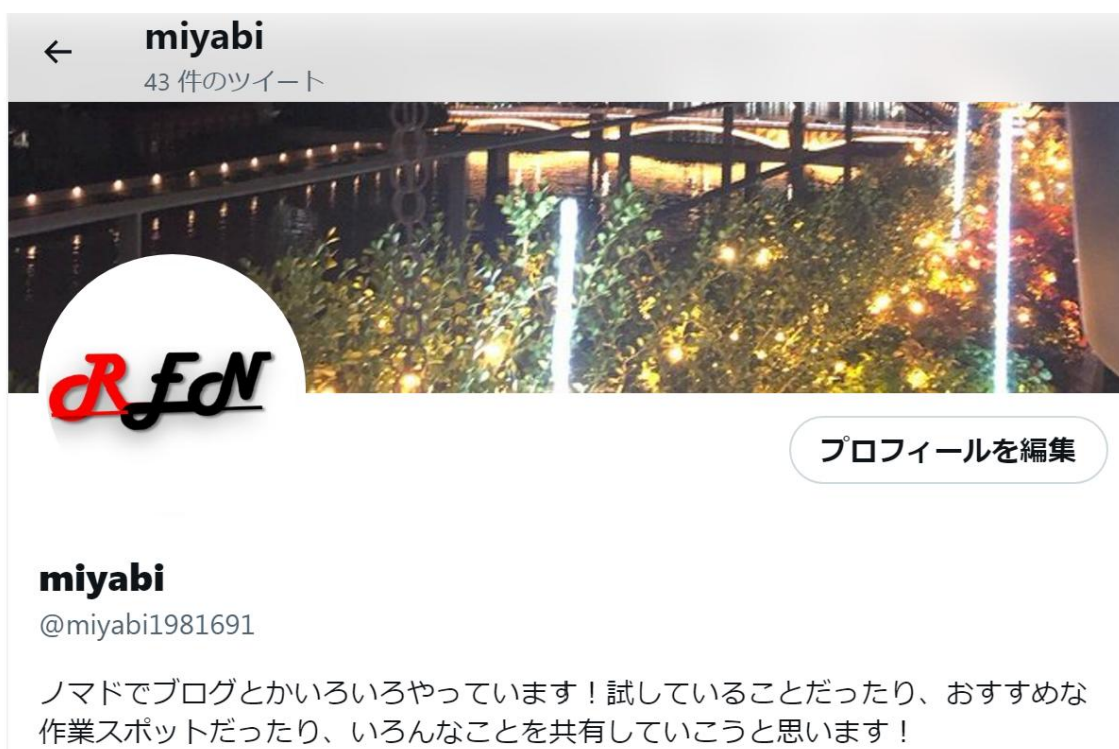 miyabi
43 件のツイート
RFN
プロフィールを編集
miyabi
@miyabi1981691
ノマドでブログとかいろいろやっています！試していることだったり、おすすめな
作業スポットだったり、いろんなことを共有していこうと思います！